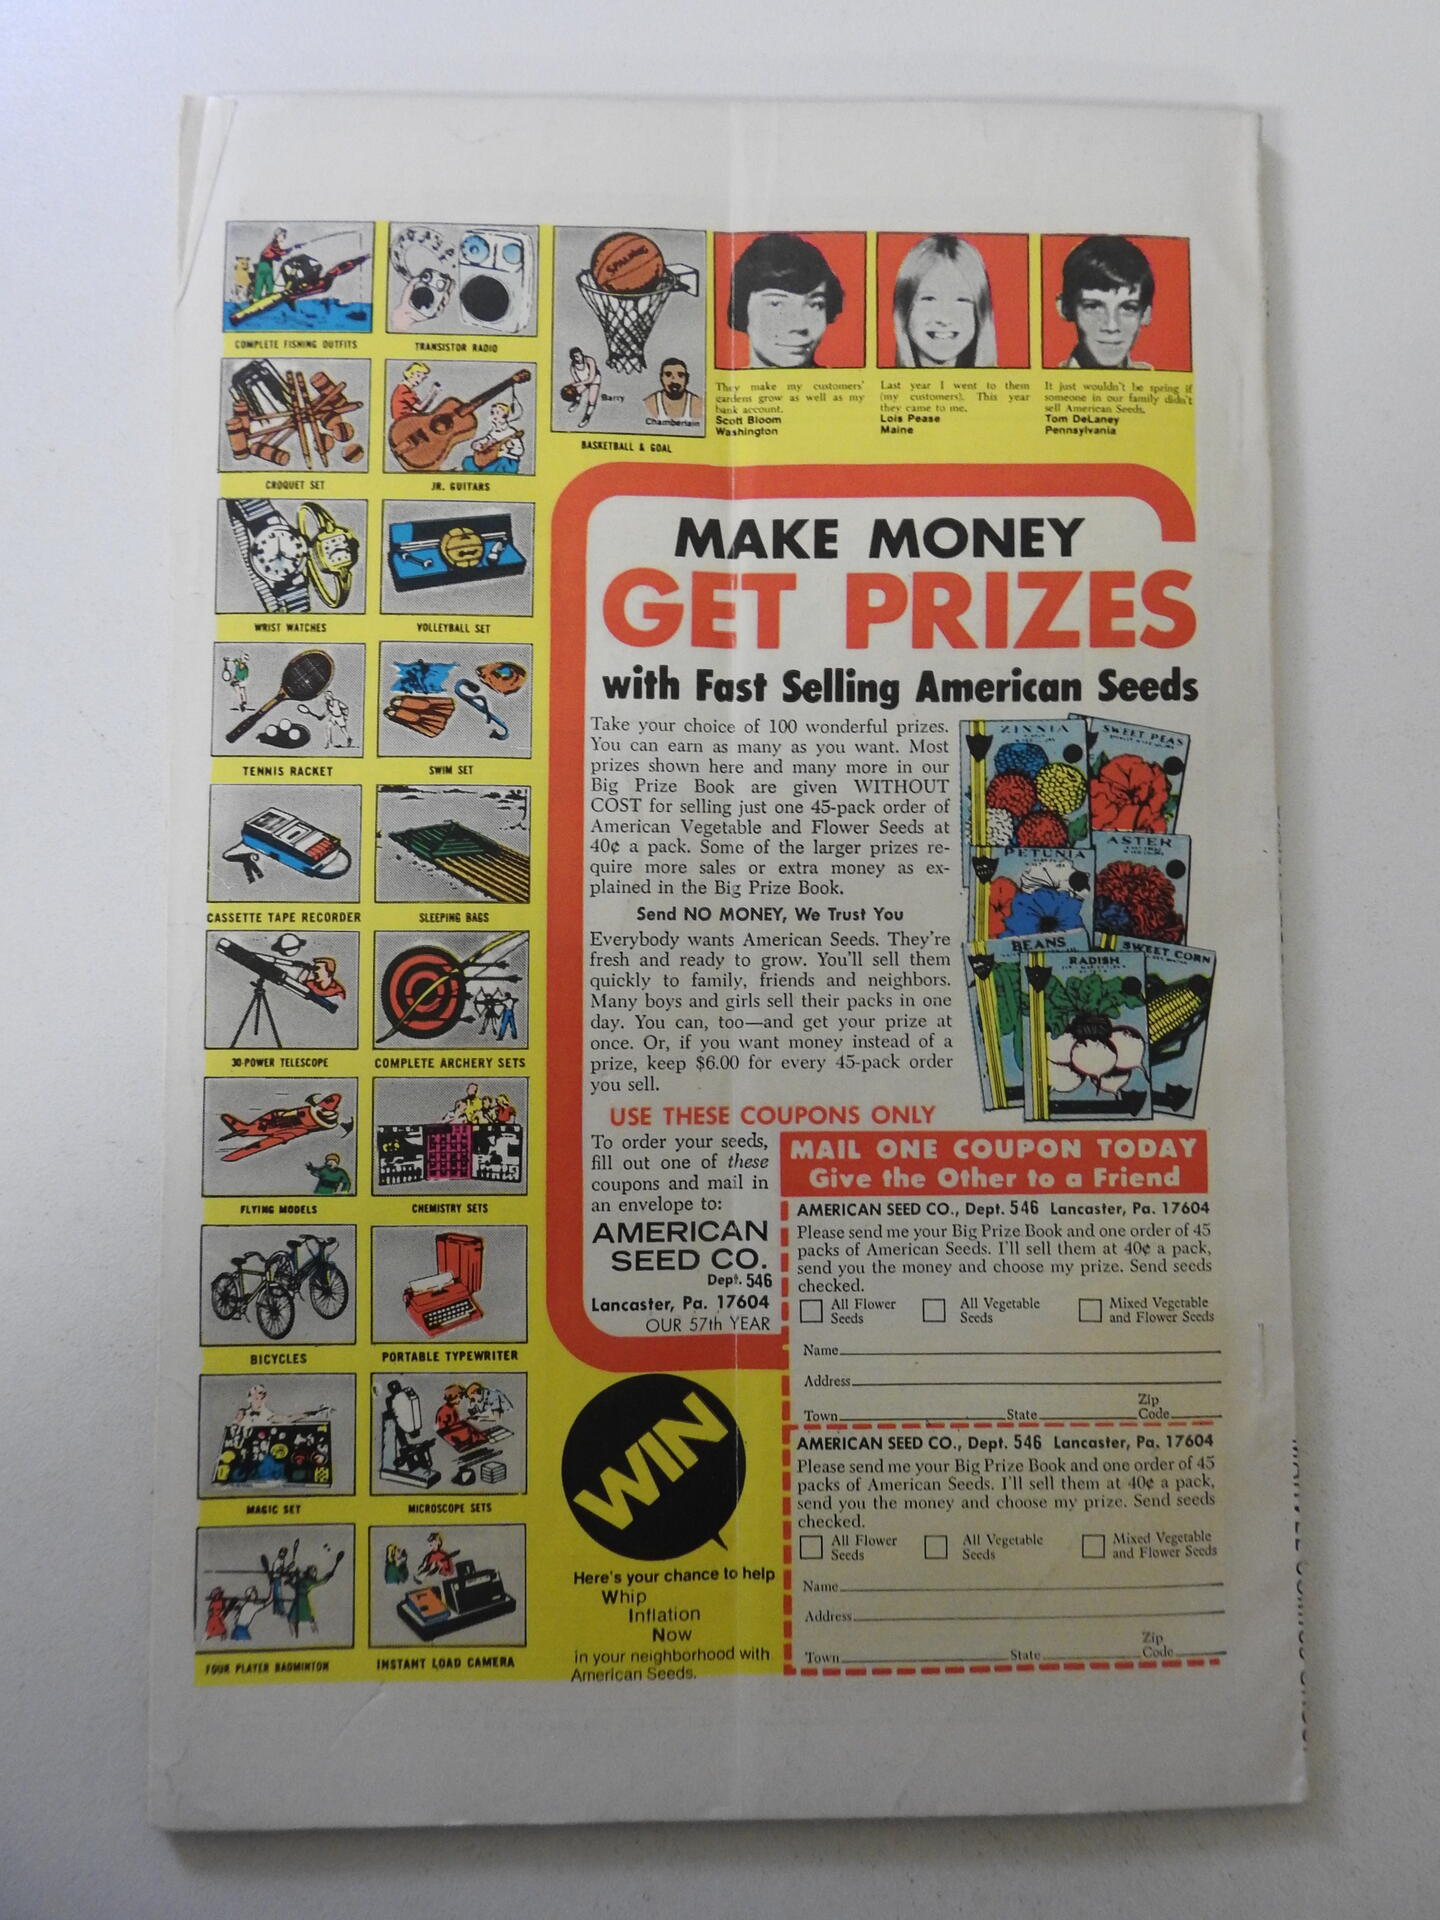 COMPLETE FISHING OUTFITS
TRANSISTOR RADIO
CROQUET SET
JR. GUITARS
WRIST WATCHES
VOLLEYBALL SET
TENNIS RACKET
SWIM SET
CASSETTE TAPE RECORDER
SLEEPING BAGS
30-POWER TELESCOPE
COMPLETE ARCHERY SETS
FLYING MODELS
CHEMISTRY SETS
BICYCLES
PORTABLE TYPEWRITER
MAGIC SET
MICROSCOPE SETS
FOUR PLAYER BADMINTON
INSTANT LOAD CAMERA
SPALDING
Barry
Chamberlain
BASKETBALL & GOAL
They make my customers'
gardens grow as well as my
bank account.
Scott Bloom
Washington
Last year I went to them
(my customers). This year
they came to me.
Lois Pease
Maine
It just wouldn't be spring if
someone in our family didn't
sell American Seeds.
Tom DeLaney
Pennsylvania
MAKE MONEY
GET PRIZES
with Fast Selling American Seeds
Take your choice of 100 wonderful prizes.
You can earn as many as you want. Most
prizes shown here and many more in our
Big Prize Book are given WITHOUT
COST for selling just one 45-pack order of
American Vegetable and Flower Seeds at
40¢ a pack. Some of the larger prizes re-
quire more sales or extra money as ex-
plained in the Big Prize Book.
Send NO MONEY, We Trust You
Everybody wants American Seeds. They're
fresh and ready to grow. You'll sell them
quickly to family, friends and neighbors.
Many boys and girls sell their packs in one
day. You can, too—and get your prize at
once. Or, if you want money instead of a
prize, keep $6.00 for every 45-pack order
you sell.
ZINNIA
SWEET PEAS
PETUNIA
ASTER
BEANS
RADISH
SWEET CORN
USE THESE COUPONS ONLY
To order your seeds,
fill out one of these
coupons and mail in
an envelope to:
AMERICAN
SEED CO.
Dept. 546
Lancaster, Pa. 17604
OUR 57th YEAR
MAIL ONE COUPON TODAY
Give the Other to a Friend
AMERICAN SEED CO., Dept. 546 Lancaster, Pa. 17604
Please send me your Big Prize Book and one order of 45
packs of American Seeds. I'll sell them at 40¢ a pack,
send you the money and choose my prize. Send seeds
checked.
All Flower Seeds
All Vegetable Seeds
Mixed Vegetable and Flower Seeds
Name
Address
Town State Zip Code
AMERICAN SEED CO., Dept. 546 Lancaster, Pa. 17604
Please send me your Big Prize Book and one order of 45
packs of American Seeds. I'll sell them at 40¢ a pack,
send you the money and choose my prize. Send seeds
checked.
All Flower Seeds
All Vegetable Seeds
Mixed Vegetable and Flower Seeds
Name
Address
Town State Zip Code
WIN
Here's your chance to help
Whip
Inflation
Now
in your neighborhood with
American Seeds.